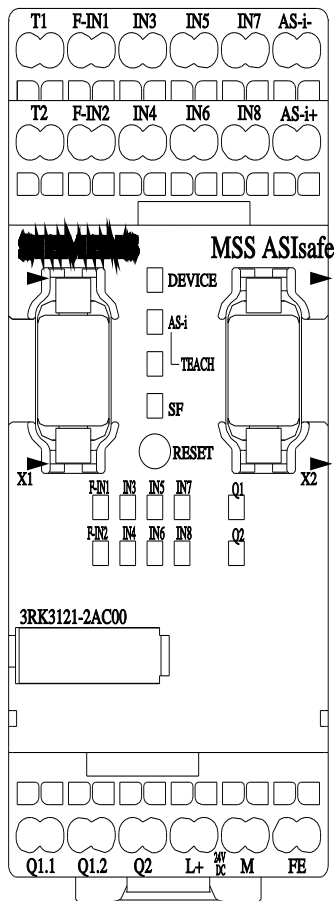 T1 F-IN1 IN3 IN5 IN7 AS-i-
T2 F-IN2 IN4 IN6 IN8 AS-i+
MSS ASIsafe
DEVICE
AS-i
TEACH
SF
RESET
X1 X2
F-IN1 IN3 IN5 IN7 Q1
F-IN2 IN4 IN6 IN8 Q2
3RK3121-2AC00
Q1.1 Q1.2 Q2 L+ 24V DC M FE